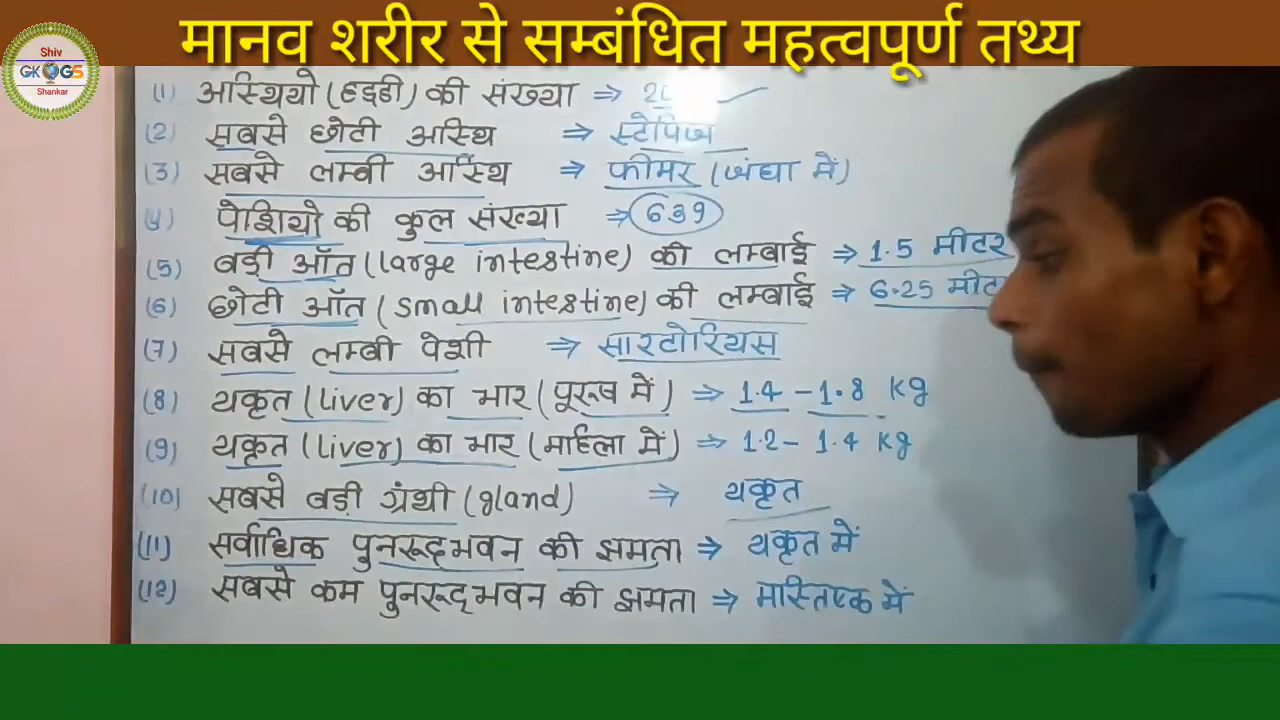 मानव शरीर से सम्बंधित महत्वपूर्ण तथ्य
Shiv
GK GS
Shankar
(1) अस्थियो (हड्डी) की संख्या ⇒
(2) सबसे छोटी अस्थि ⇒ स्टेपिज
(3) सबसे लम्बी अस्थि ⇒ फीमर (जंघा में)
(4) पेशियो की कुल संख्या ⇒ 639
(5) बड़ी आँत (large intestine) की लम्बाई ⇒ 1.5 मीटर
(6) छोटी आँत (small intestine) की लम्बाई ⇒ 6.25 मीटर
(7) सबसे लम्बी पेशी ⇒ सारटोरियस
(8) यकृत (liver) का भार (पुरूष में) ⇒ 1.4 - 1.8 kg
(9) यकृत (liver) का भार (महिला में) ⇒ 1.2 - 1.4 kg
(10) सबसे बड़ी ग्रंथी (gland) ⇒ यकृत
(11) सर्वाधिक पुनरूद्भवन की क्षमता ⇒ यकृत में
(12) सबसे कम पुनरूद्भवन की क्षमता ⇒ मस्तिष्क में